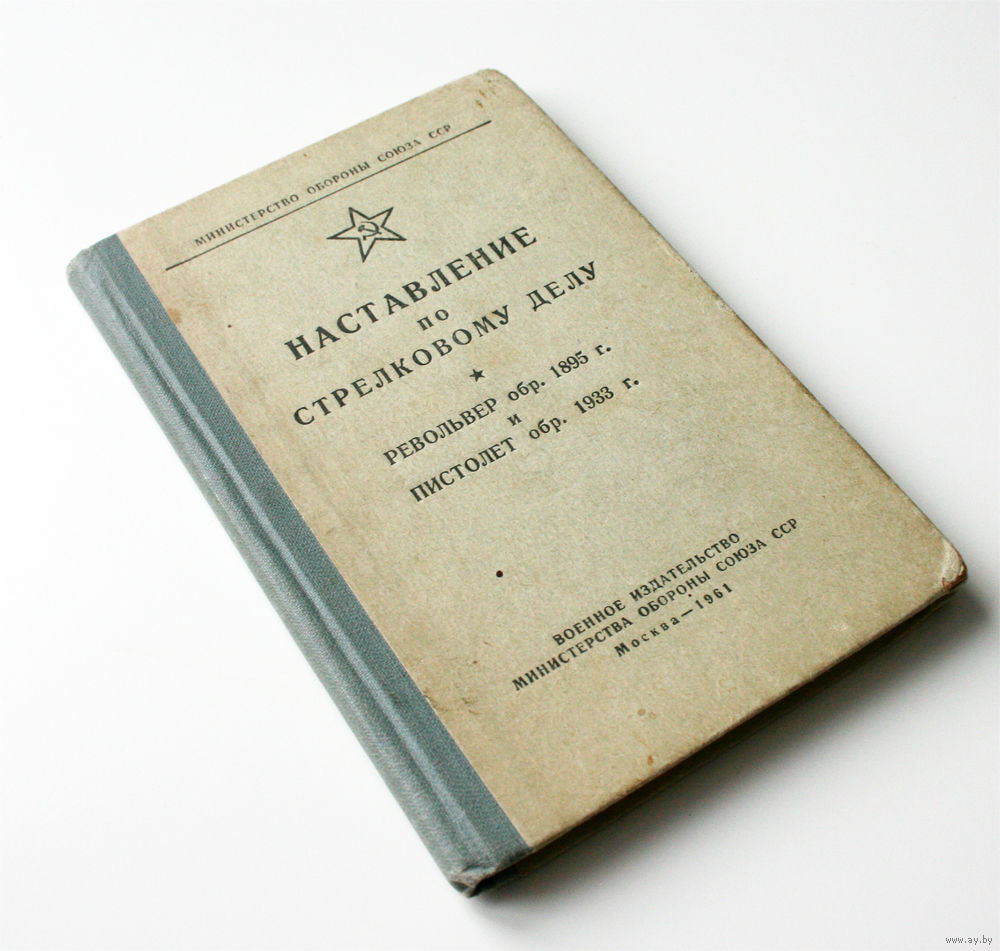 МИНИСТЕРСТВО ОБОРОНЫ СОЮЗА ССР
НАСТАВЛЕНИЕ
ПО
СТРЕЛКОВОМУ ДЕЛУ
РЕВОЛЬВЕР обр. 1895 г.
и
ПИСТОЛЕТ обр. 1933 г.
ВОЕННОЕ ИЗДАТЕЛЬСТВО
МИНИСТЕРСТВА ОБОРОНЫ СОЮЗА ССР
Москва—1961
www.ay.by